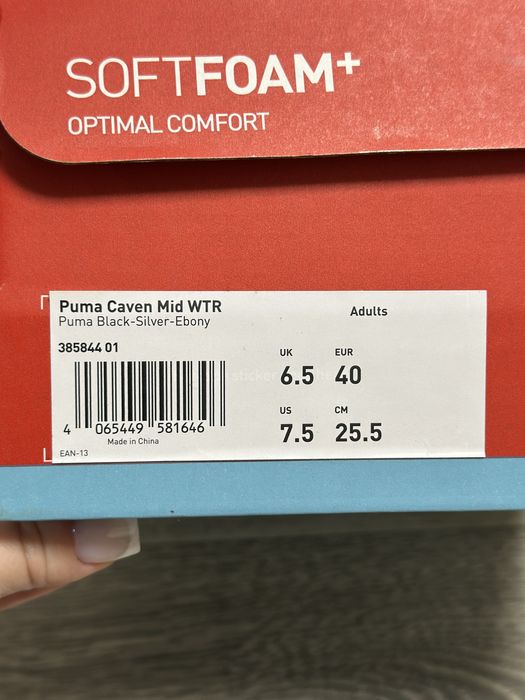 SOFTFOAM+
OPTIMAL COMFORT
Puma Caven Mid WTR
Puma Black-Silver-Ebony
Adults
385844 01
UK EUR
6.5 40
US CM
7.5 25.5
4 065449 581646
Made in China
EAN-13